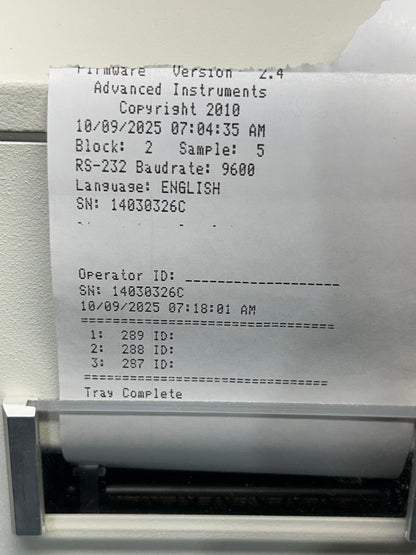 Firmware Version 2.4
Advanced Instruments
Copyright 2010
10/09/2025 07:04:35 AM
Block: 2 Sample: 5
RS-232 Baudrate: 9600
Language: ENGLISH
SN: 14030326C
Operator ID: ___________________
SN: 14030326C
10/09/2025 07:18:01 AM
================================
1: 289 ID:
2: 288 ID:
3: 287 ID:
================================
Tray Complete